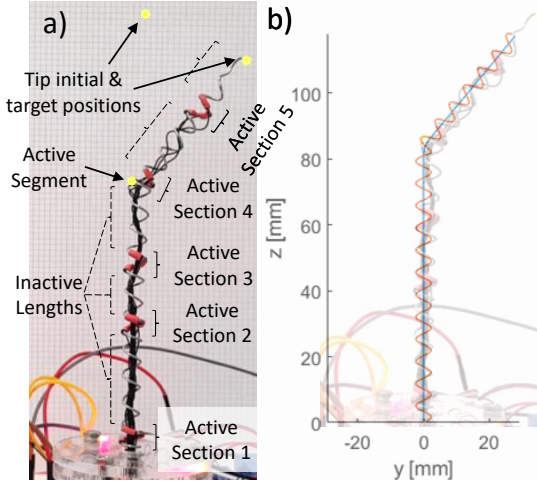 a)
Tip initial &
target positions
Active
Segment
Active
Section 5
Active
Section 4
Active
Section 3
Inactive
Lengths
Active
Section 2
Active
Section 1
b)
100
80
60
40
20
0
z [mm]
0
20
y [mm]